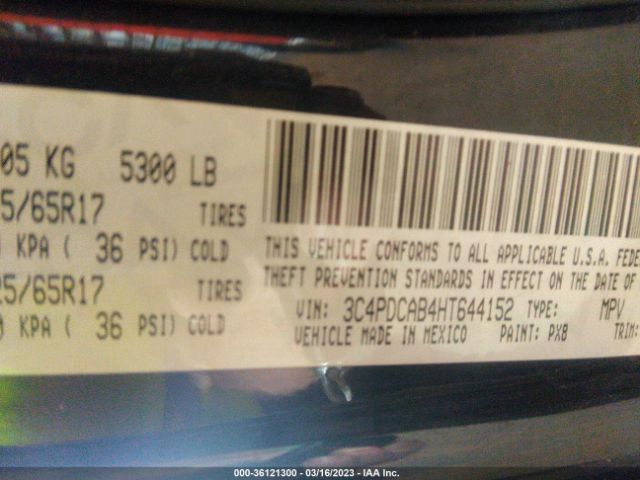 05 KG 5300 LB
5/65R17 TIRES
KPA ( 36 PSI) COLD
25/65R17 TIRES
0 KPA ( 36 PSI) COLD
THIS VEHICLE CONFORMS TO ALL APPLICABLE U.S.A. FEDE
THEFT PREVENTION STANDARDS IN EFFECT ON THE DATE OF
VIN: 3C4PDCAB4HT644152 TYPE: MPV
VEHICLE MADE IN MEXICO PAINT: PX8 TRIM:
000-36121300 - 03/16/2023 - IAA Inc.